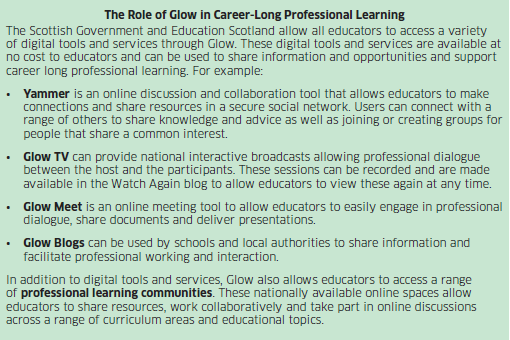 The Role of Glow in Career-Long Professional Learning
The Scottish Government and Education Scotland allow all educators to access a variety
of digital tools and services through Glow. These digital tools and services are available at
no cost to educators and can be used to share information and opportunities and support
career long professional learning. For example:
• Yammer is an online discussion and collaboration tool that allows educators to make
connections and share resources in a secure social network. Users can connect with a
range of others to share knowledge and advice as well as joining or creating groups for
people that share a common interest.
• Glow TV can provide national interactive broadcasts allowing professional dialogue
between the host and the participants. These sessions can be recorded and are made
available in the Watch Again blog to allow educators to view these again at any time.
• Glow Meet is an online meeting tool to allow educators to easily engage in professional
dialogue, share documents and deliver presentations.
• Glow Blogs can be used by schools and local authorities to share information and
facilitate professional working and interaction.
In addition to digital tools and services, Glow also allows educators to access a range
of professional learning communities. These nationally available online spaces allow
educators to share resources, work collaboratively and take part in online discussions
across a range of curriculum areas and educational topics.